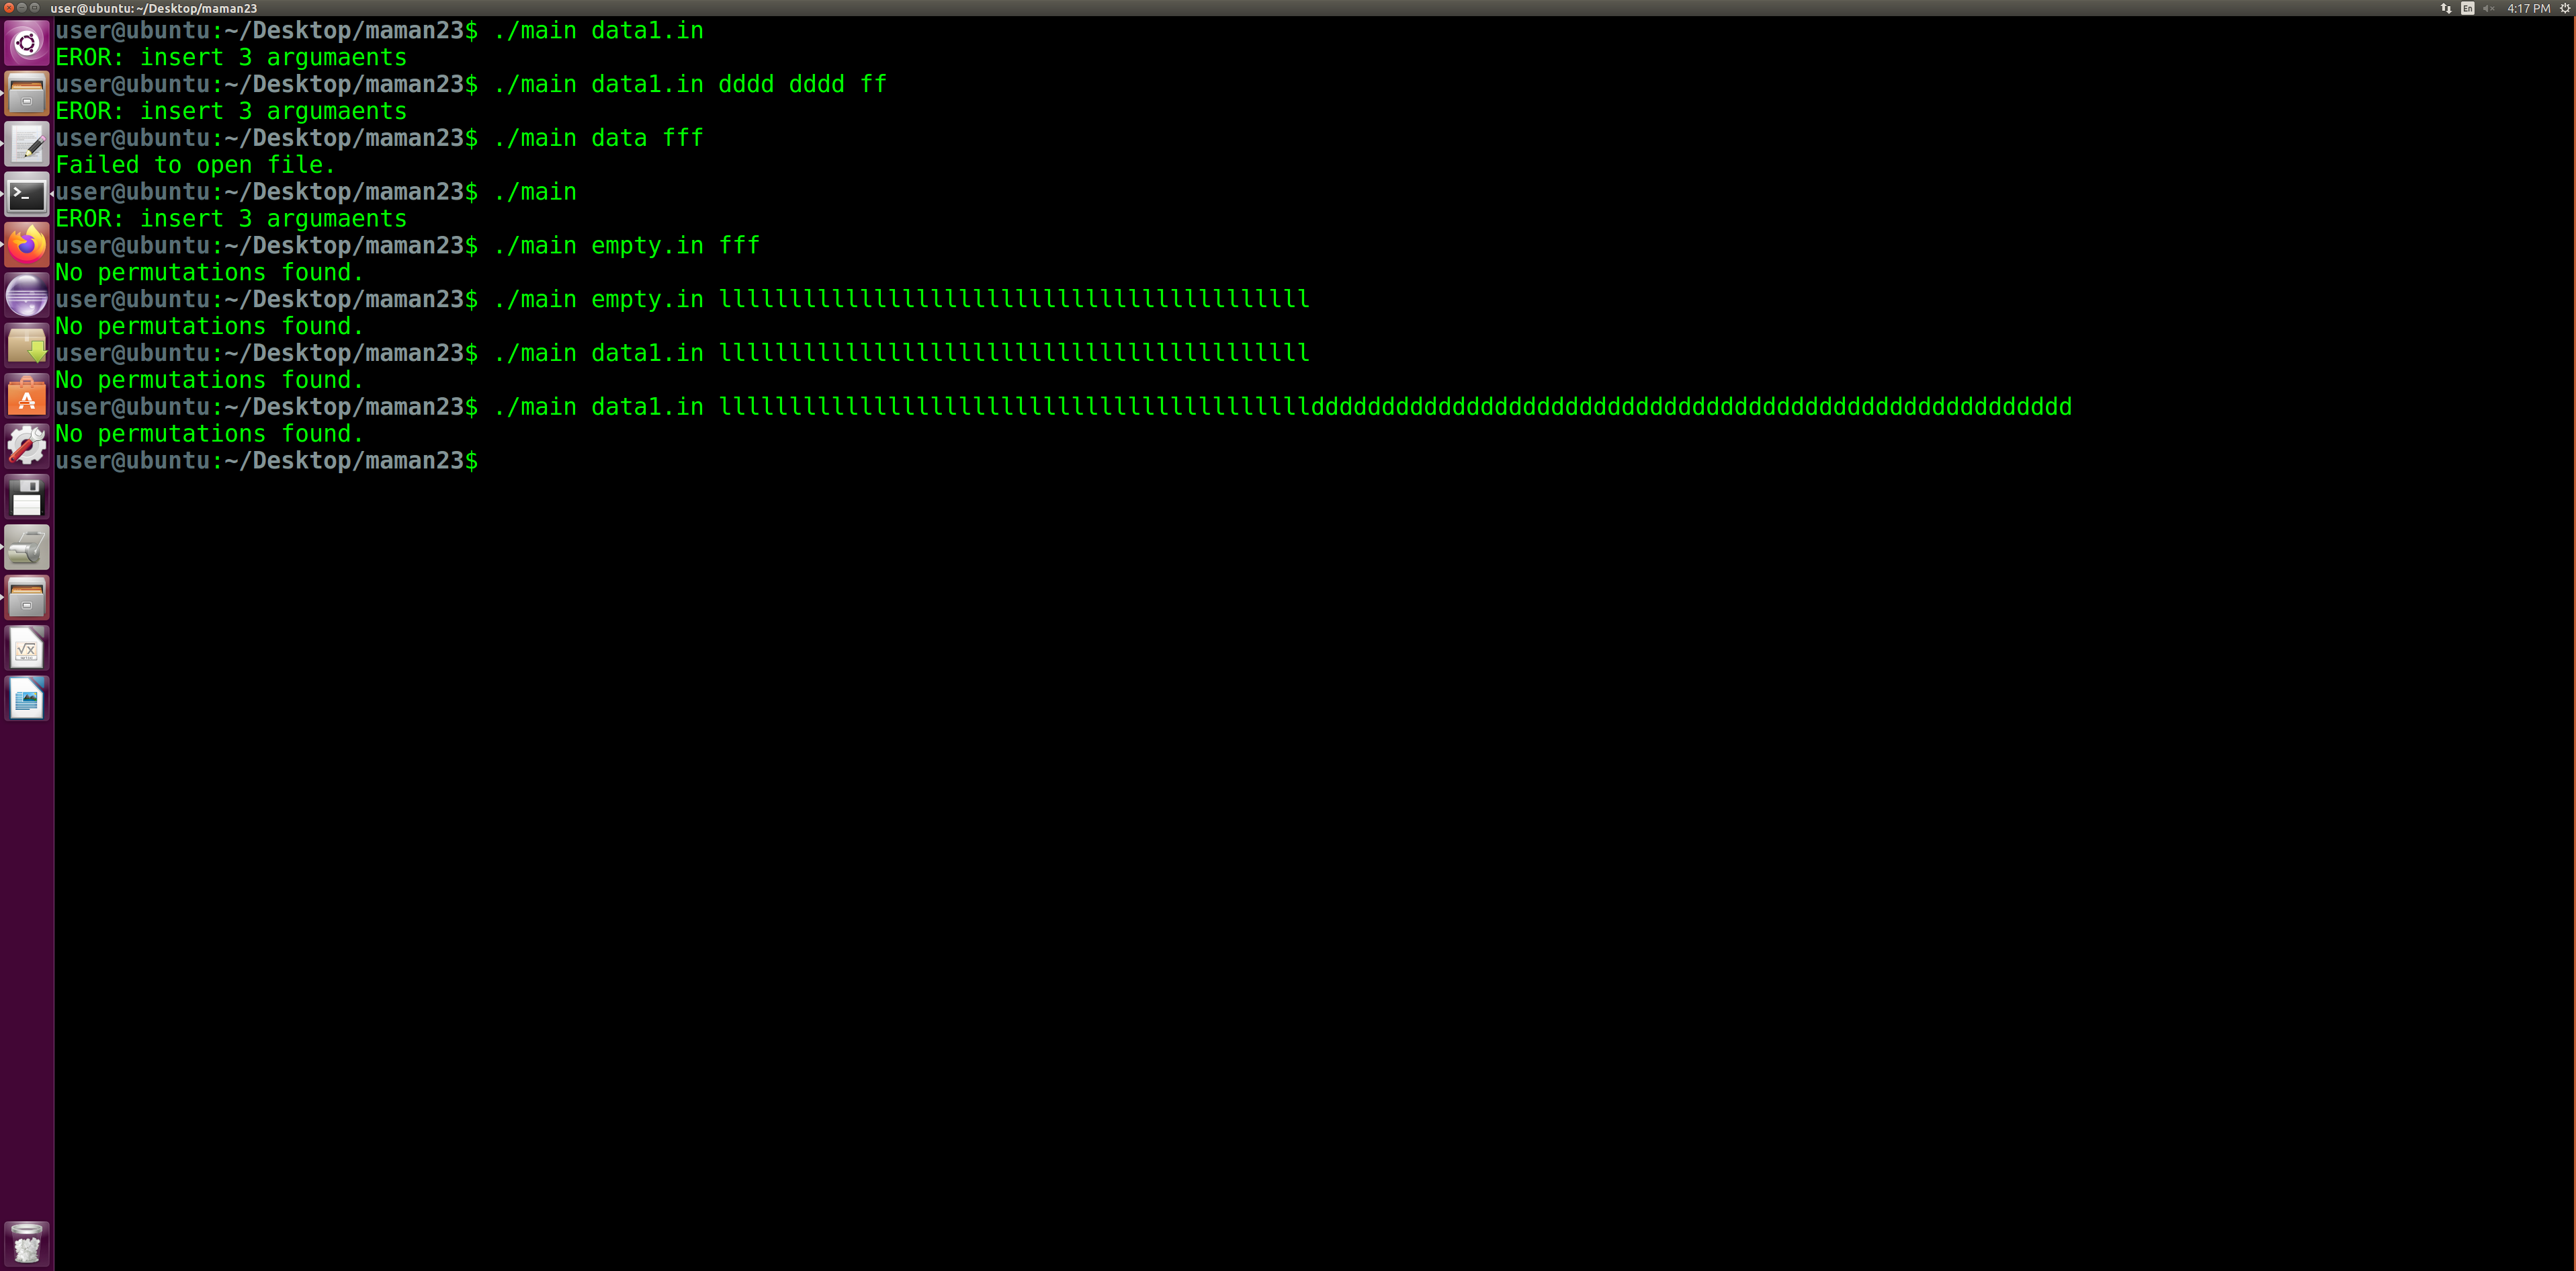 user@ubuntu: ~/Desktop/maman23
En
4:17 PM
user@ubuntu:~/Desktop/maman23$ ./main data1.in
EROR: insert 3 argumaents
user@ubuntu:~/Desktop/maman23$ ./main data1.in dddd dddd ff
EROR: insert 3 argumaents
user@ubuntu:~/Desktop/maman23$ ./main data fff
Failed to open file.
user@ubuntu:~/Desktop/maman23$ ./main
EROR: insert 3 argumaents
user@ubuntu:~/Desktop/maman23$ ./main empty.in fff
No permutations found.
user@ubuntu:~/Desktop/maman23$ ./main empty.in llllllllllllllllllllllllllllllllllllllllll
No permutations found.
user@ubuntu:~/Desktop/maman23$ ./main data1.in llllllllllllllllllllllllllllllllllllllllll
No permutations found.
user@ubuntu:~/Desktop/maman23$ ./main data1.in lllllllllllllllllllllllllllllllllllllllllldddddddddddddddddddddddddddddddddddddddddddddddddddddd
No permutations found.
user@ubuntu:~/Desktop/maman23$